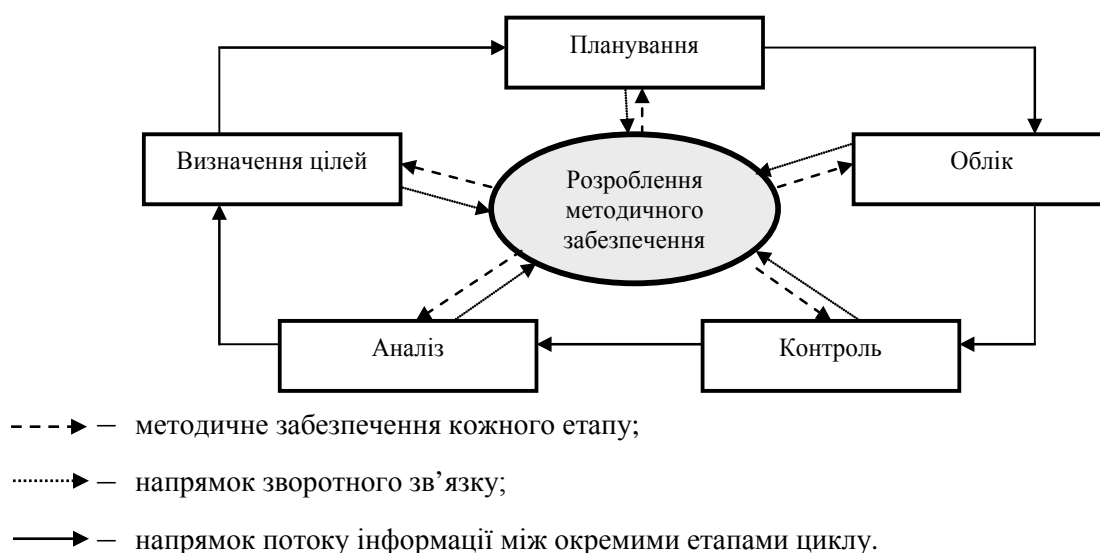 Планування
Визначення цілей
Облік
Розроблення
методичного
забезпечення
Аналіз
Контроль
– методичне забезпечення кожного етапу;
– напрямок зворотного зв’язку;
– напрямок потоку інформації між окремими етапами циклу.